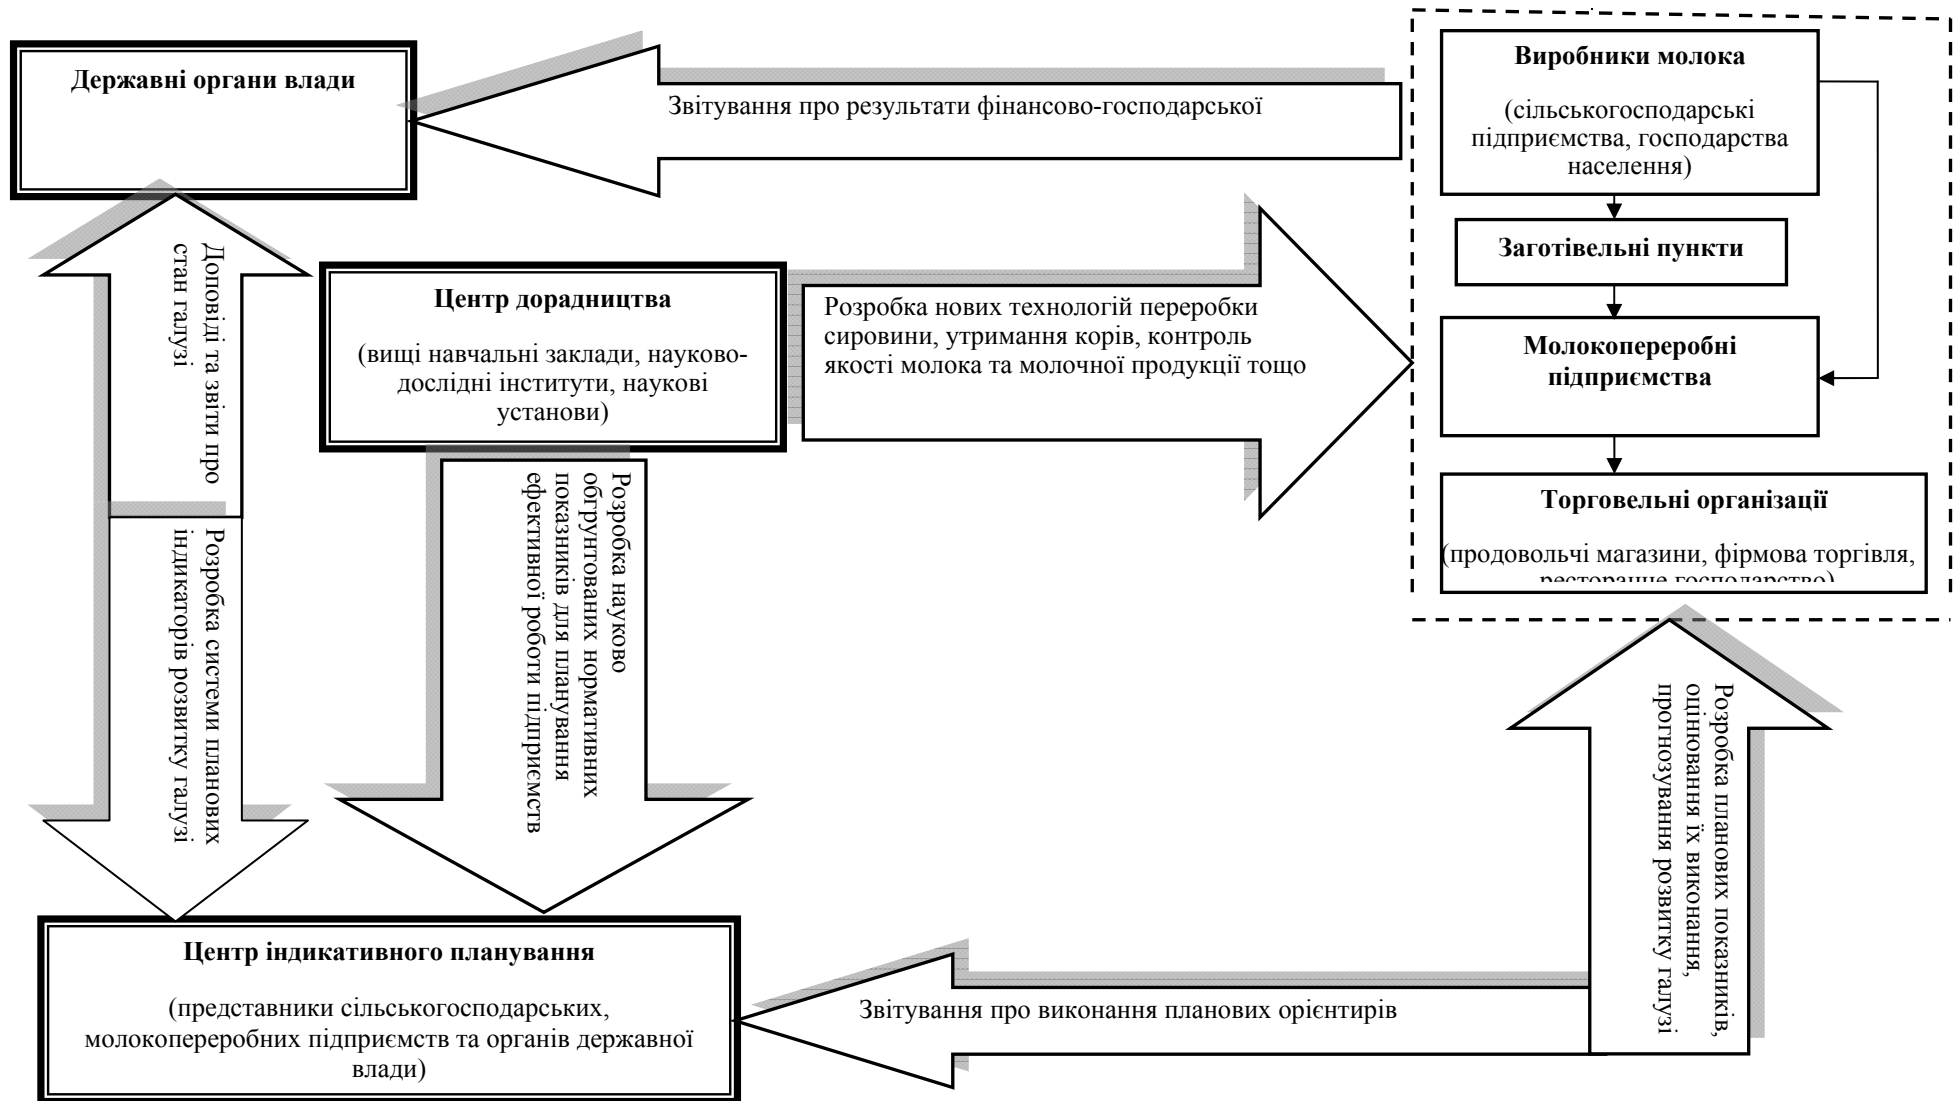 Державні органи влади
Звітування про результати фінансово-господарської
Виробники молока
(сільськогосподарські
підприємства, господарства
населення)
Заготівельні пункти
Молокопереробні
підприємства
Торговельні організації
(продовольчі магазини, фірмова торгівля,
ресторанне господарство)
Доповіді та звіти про
стан галузі
Центр дорадництва
(вищі навчальні заклади, науково-
дослідні інститути, наукові
установи)
Розробка нових технологій переробки
сировини, утримання корів, контроль
якості молока та молочної продукції тощо
Розробка системи планових
індикаторів розвитку галузі
Розробка науково
обгрунтованих нормативних
показників для планування
ефективної роботи підприємств
Розробка планових показників,
оцінювання їх виконання,
прогнозування розвитку галузі
Центр індикативного планування
(представники сільськогосподарських,
молокопереробних підприємств та органів державної
влади)
Звітування про виконання планових орієнтирів